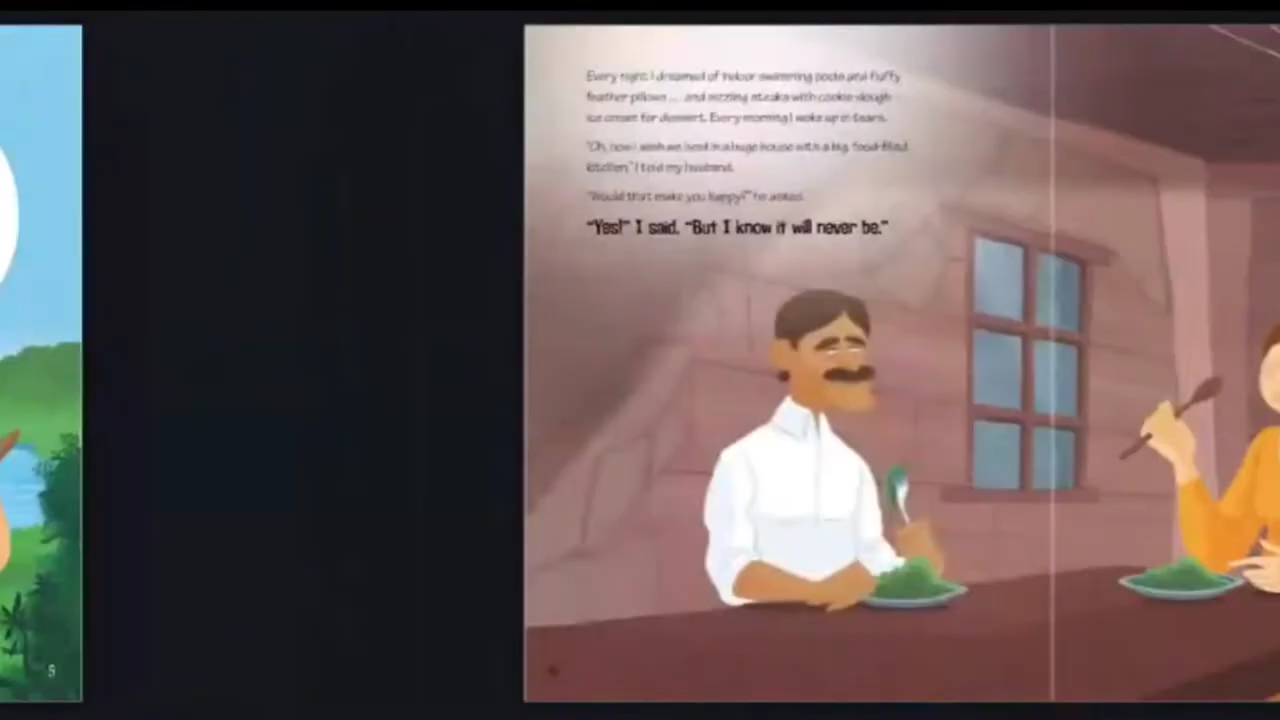 Every night I dreamed of indoor swimming pools and fluffy
feather pillows ... and sizzling steaks with cookie-dough
ice cream for dessert. Every morning I woke up in tears.
"Oh, how I wish we lived in a huge house with a big, food-filled
kitchen," I told my husband.
"Would that make you happy?" he asked.
"Yes!" I said. "But I know it will never be."
5